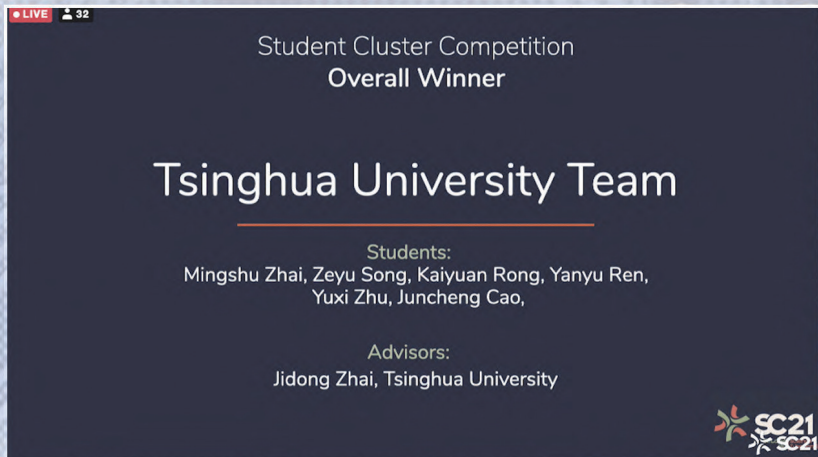 LIVE 32
Student Cluster Competition
Overall Winner
Tsinghua University Team
Students:
Mingshu Zhai, Zeyu Song, Kaiyuan Rong, Yanyu Ren,
Yuxi Zhu, Juncheng Cao,
Advisors:
Jidong Zhai, Tsinghua University
SC21
SC21